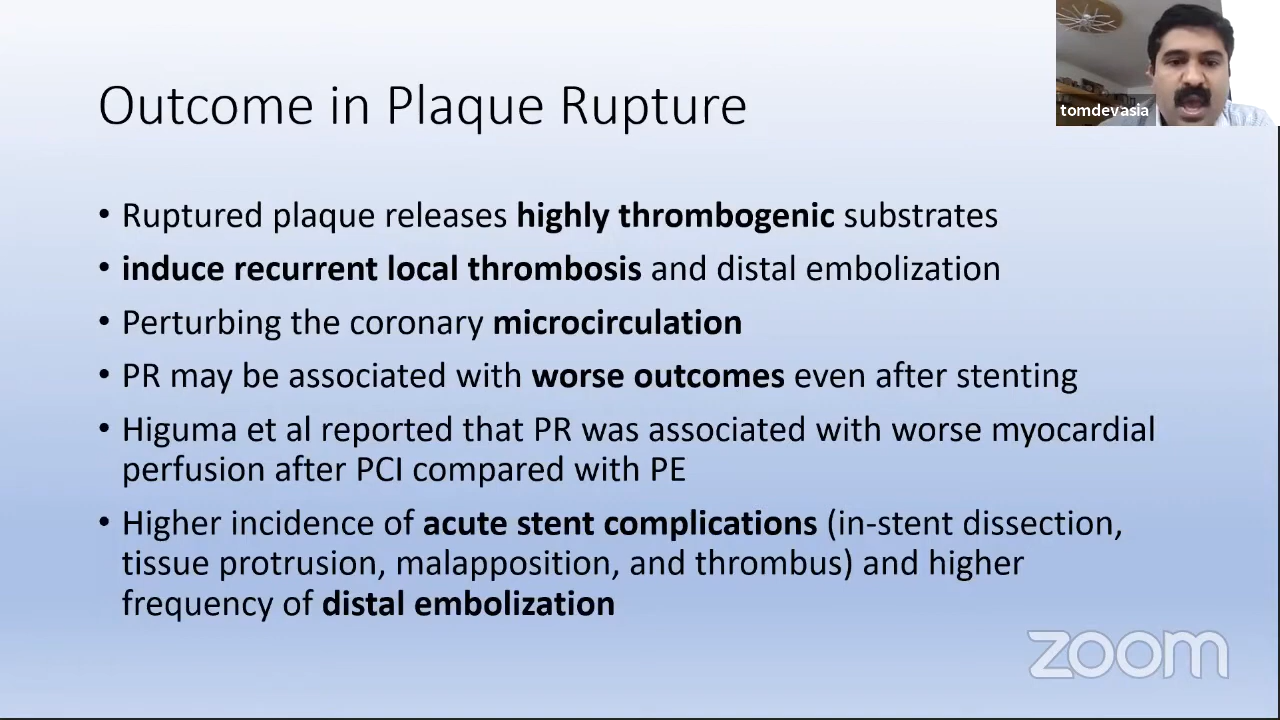 tomdevasia
Outcome in Plaque Rupture
• Ruptured plaque releases highly thrombogenic substrates
• induce recurrent local thrombosis and distal embolization
• Perturbing the coronary microcirculation
• PR may be associated with worse outcomes even after stenting
• Higuma et al reported that PR was associated with worse myocardial
perfusion after PCI compared with PE
• Higher incidence of acute stent complications (in-stent dissection,
tissue protrusion, malapposition, and thrombus) and higher
frequency of distal embolization
zoom